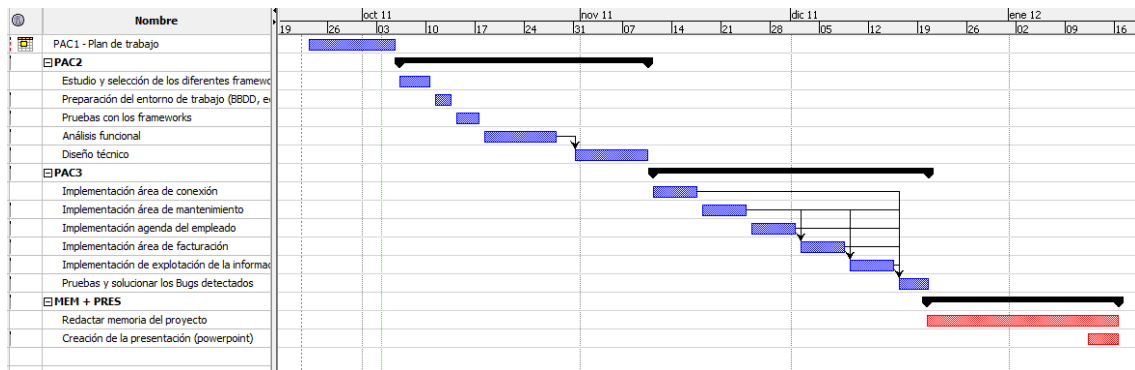 Nombre
oct 11 nov 11 dic 11 ene 12
19 26 03 10 17 24 31 07 14 21 28 05 12 19 26 02 09 16
PAC1 - Plan de trabajo
PAC2
Estudio y selección de los diferentes
Preparación del entorno de trabajo (BBDD,
Pruebas con los frameworks
Análisis funcional
Diseño técnico
PAC3
Implementación área de conexión
Implementación área de mantenimiento
Implementación agenda del empleado
Implementación área de facturación
Implementación de explotación de la
Pruebas y solucionar los Bugs detectados
MEM + PRES
Redactar memoria del proyecto
Creación de la presentación (powerpoint)